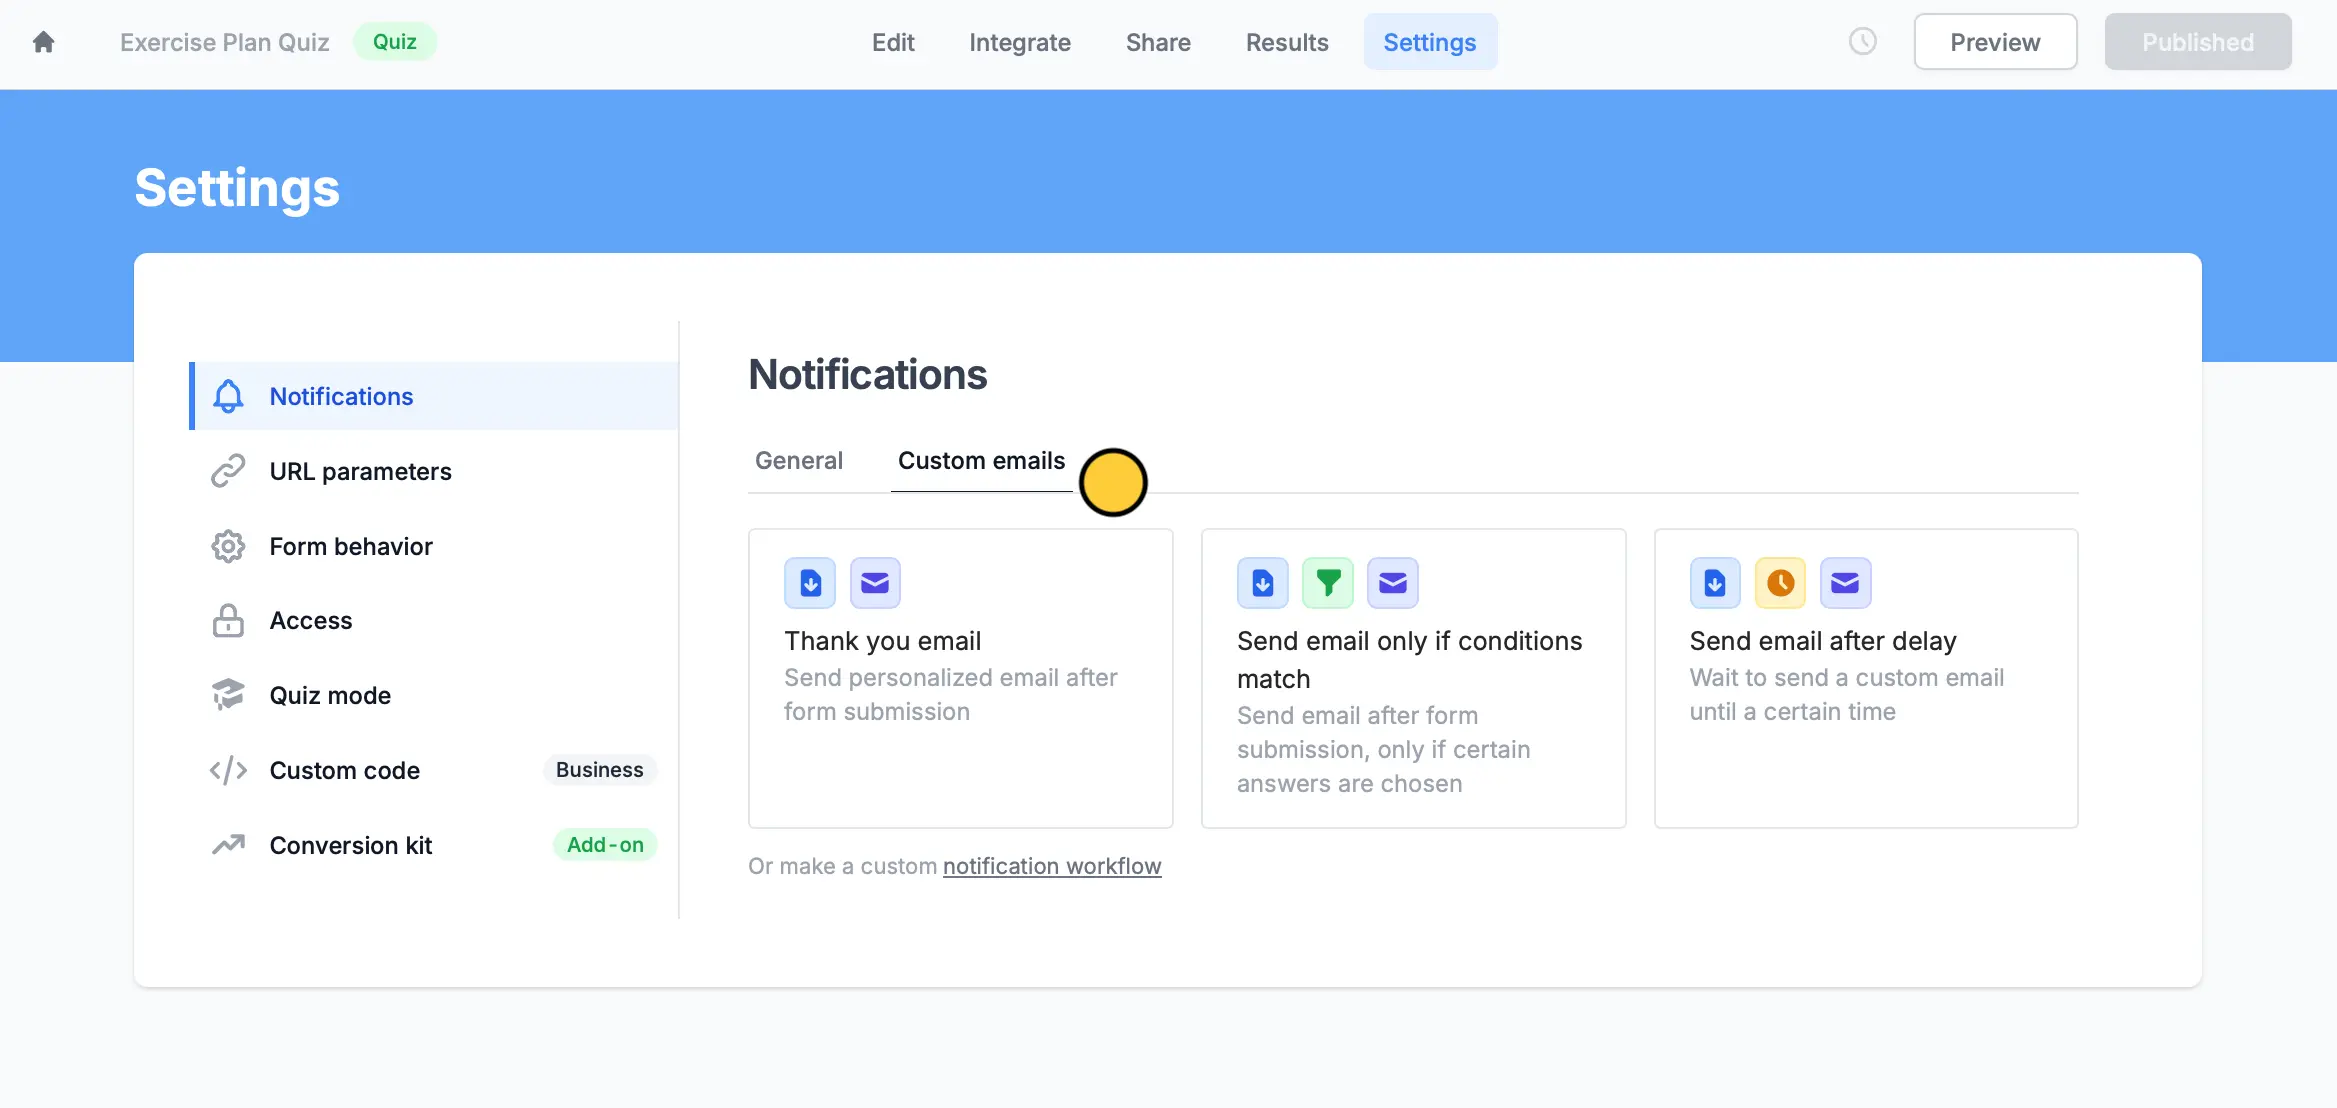 Exercise Plan Quiz Quiz Edit Integrate Share Results Settings Preview Published
Settings
Notifications
URL parameters
Form behavior
Access
Quiz mode
Custom code Business
Conversion kit Add-on
Notifications
General Custom emails
Thank you email
Send personalized email after
form submission
Send email only if conditions
match
Send email after form
submission, only if certain
answers are chosen
Send email after delay
Wait to send a custom email
until a certain time
Or make a custom notification workflow